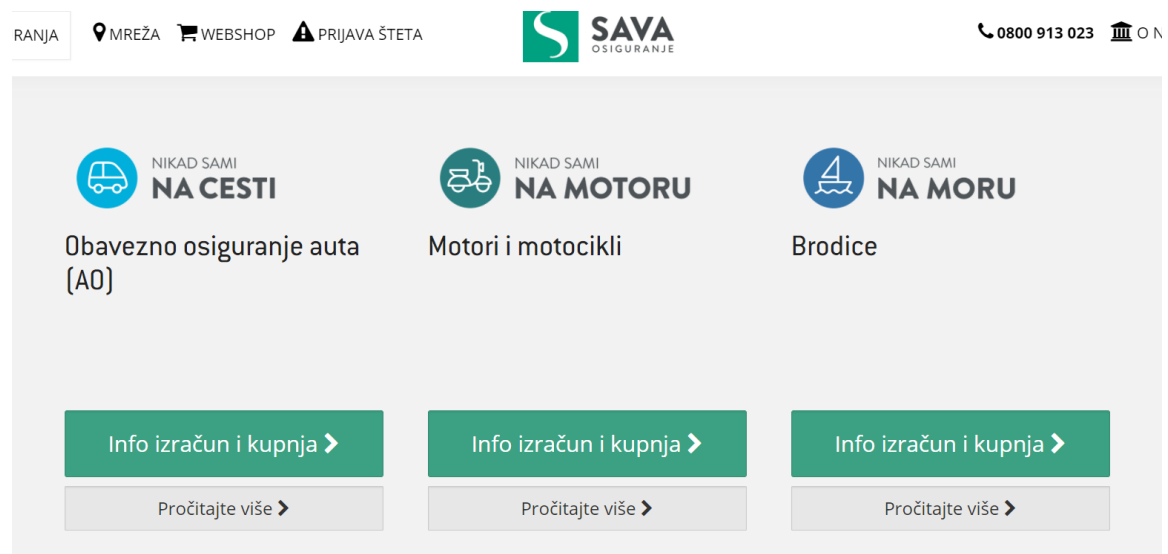 RANJA MREŽA WEBSHOP PRIJAVA ŠTETA SAVA 0800 913 023 O N
OSIGURANJE
NIKAD SAMI NIKAD SAMI NIKAD SAMI
NA CESTI NA MOTORU NA MORU
Obavezno osiguranje auta Motori i motocikli Brodice
(AO)
Info izračun i kupnja Info izračun i kupnja Info izračun i kupnja
Pročitajte više Pročitajte više Pročitajte više